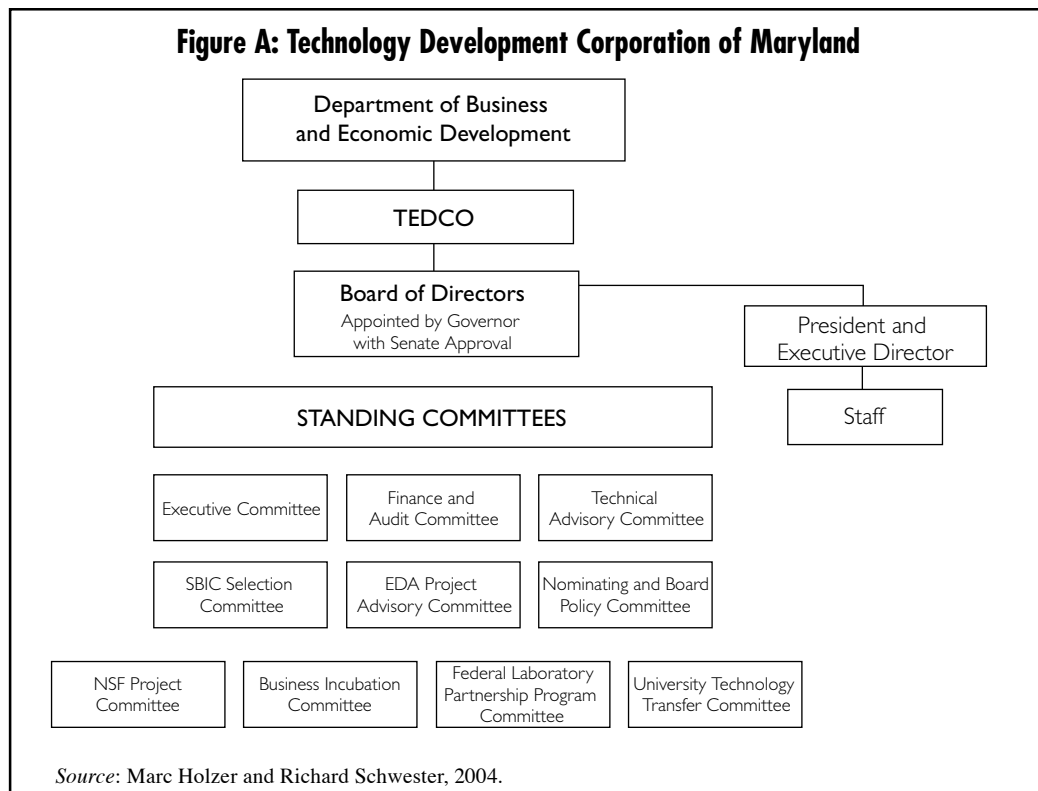 Figure A: Technology Development Corporation of Maryland
Department of Business
and Economic Development
TEDCO
Board of Directors
Appointed by Governor
with Senate Approval
President and
Executive Director
Staff
STANDING COMMITTEES
Executive Committee
Finance and
Audit Committee
Technical
Advisory Committee
SBIC Selection
Committee
EDA Project
Advisory Committee
Nominating and Board
Policy Committee
NSF Project
Committee
Business Incubation
Committee
Federal Laboratory
Partnership Program
Committee
University Technology
Transfer Committee
Source: Marc Holzer and Richard Schwester, 2004.